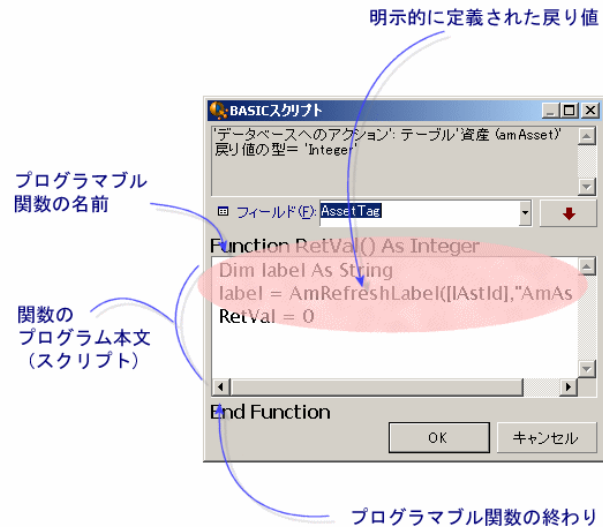 明示的に定義された戻り値
BASICスクリプト
'データベースへのアクション': テーブル'資産 (amAsset)'
戻り値の型= 'Integer'
プログラマブル
関数の名前
フィールド(F): AssetTag
Function RetVal() As Integer
Dim label As String
label = AmRefreshLabel([lAstId],"AmAs
RetVal = 0
関数の
プログラム本文
(スクリプト)
End Function
OK
キャンセル
プログラマブル関数の終わり